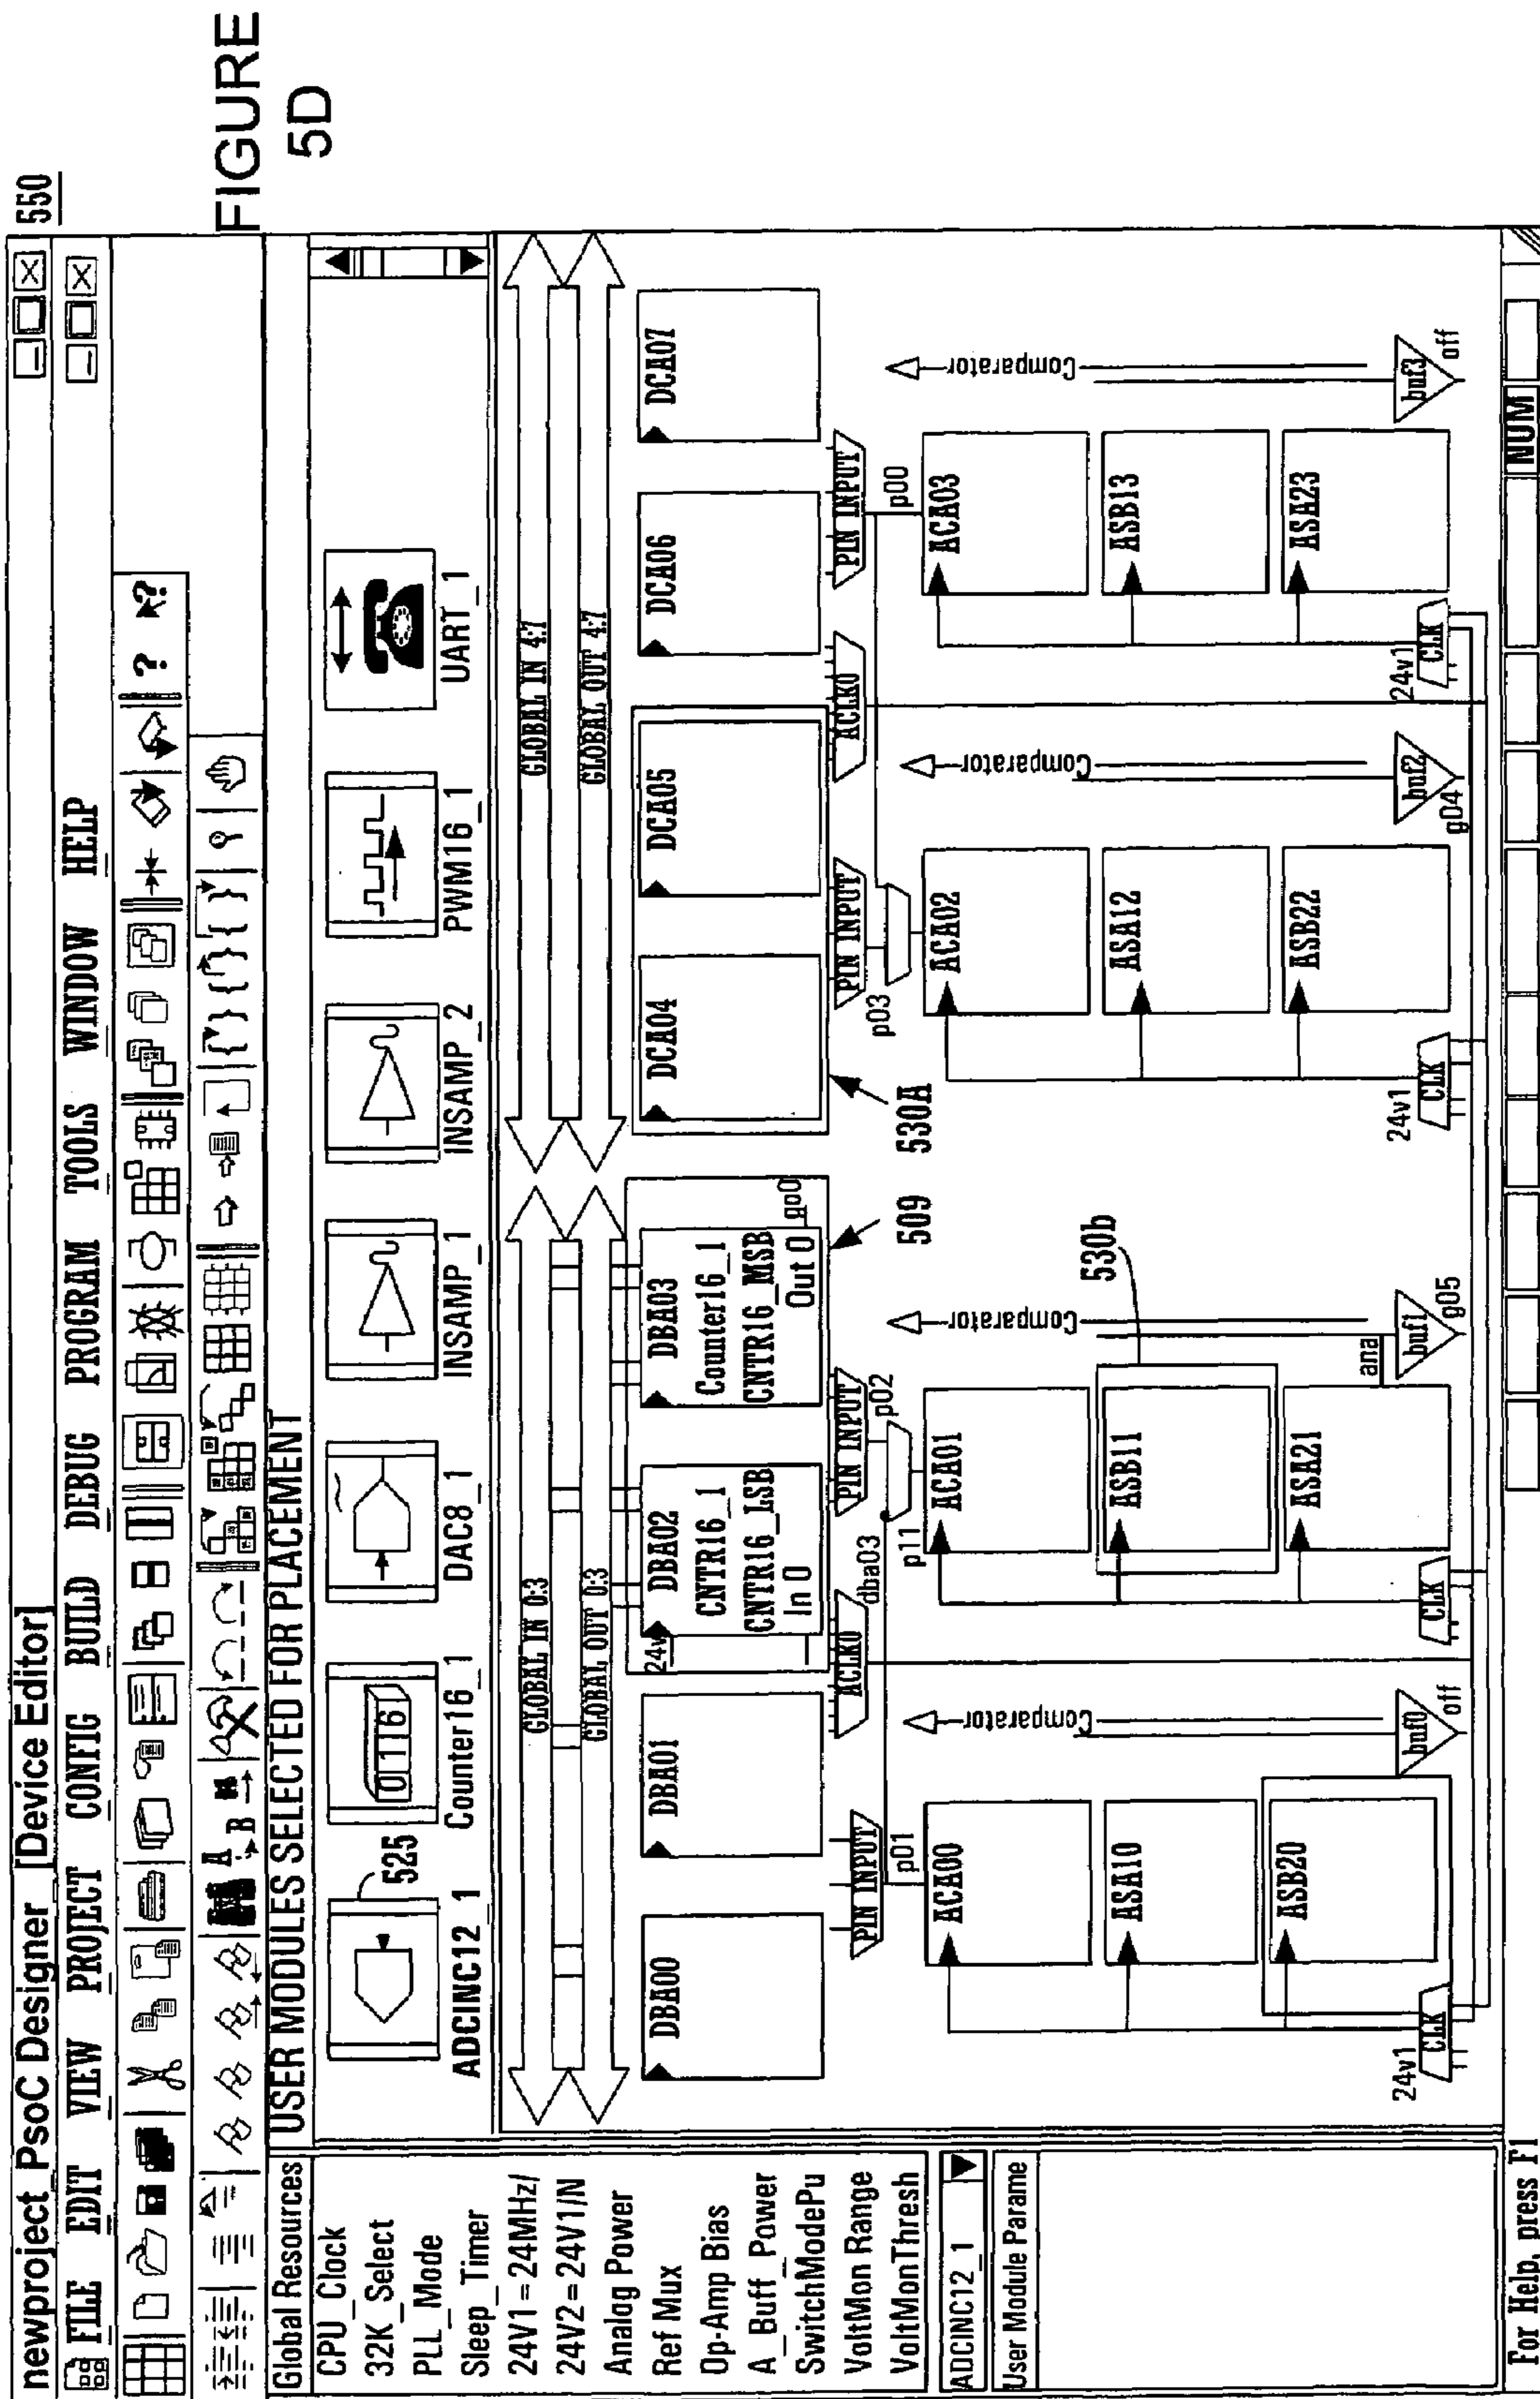 FIGURE
5D
550
newproject PsoC Designer [Device Editor]
FILE EDIT VIEW PROJECT CONFIG BUILD DEBUG PROGRAM TOOLS WINDOW HELP
? ?
A
B
Global Resources
CPU_Clock
32K_Select
PLL_Mode
Sleep_Timer
24V1=24MHz/
24V2=24V1/N
Analog Power
Ref Mux
Op-Amp Bias
A_Buff_Power
SwitchModePu
VoltMon Range
VoltMonThresh
ADCINC12_1
User Module Parame
USER MODULES SELECTED FOR PLACEMENT
525
0 1 6
ADCINC12_1 Counter16_1 DAC8_1 INSAMP_1 INSAMP_2 PWM16_1 UART_1
GLOBAL IN 0:3 GLOBAL IN 4:7
GLOBAL OUT 0:3 GLOBAL OUT 4:7
DBA00
DBA01
24v
DBA02
CNTR16_1
CNTR16_LSB
In 0
DBA03
Counter16_1
CNTR16_MSB
Out 0
go0
DCA04
DCA05
DCA06
DCA07
509
530A
PIN INPUT ACLK0 PIN INPUT PIN INPUT ACLK0 PIN INPUT
p01
dba03
p11
p02
p03
p00
ACA00 ACA01 ACA02 ACA03
Comparator Comparator Comparator Comparator
530b
ASA10 ASB11 ASA12 ASB13
ASB20 ASA21 ASB22 ASA23
ana
24v1
CLK
buf0
off
CLK
buf1
g05
24v1
CLK
buf2
g04
24v1
CLK
buf3
off
For Help, press F1
NUM